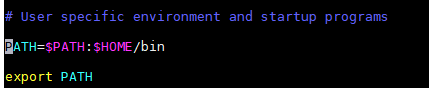 # User specific environment and startup programs
PATH=$PATH:$HOME/bin
export PATH